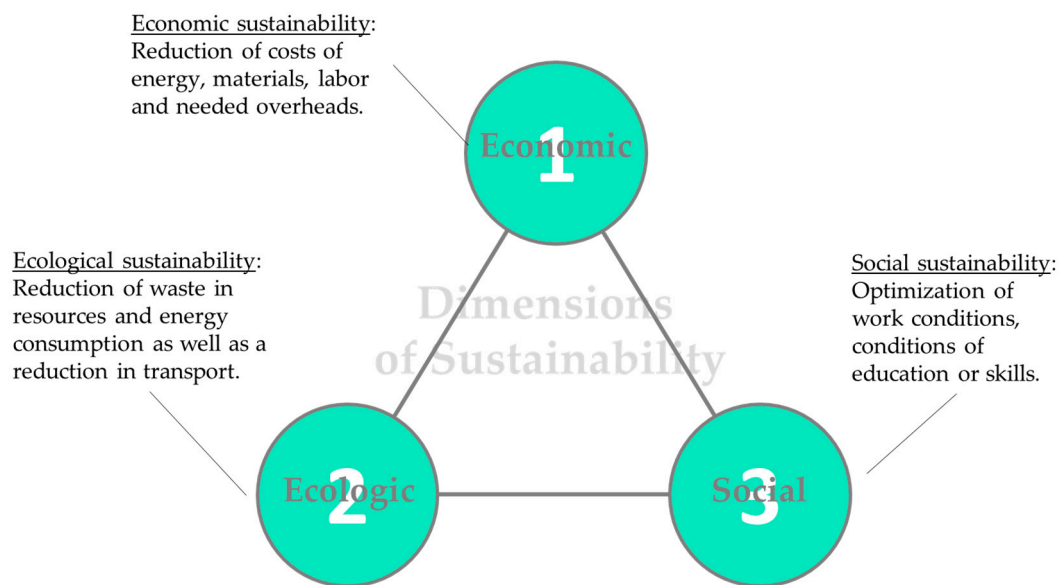 Economic sustainability:
Reduction of costs of
energy, materials, labor
and needed overheads.
Economic
1
Ecological sustainability:
Reduction of waste in
resources and energy
consumption as well as a
reduction in transport.
Dimensions
of Sustainability
Social sustainability:
Optimization of
work conditions,
conditions of
education or skills.
Ecologic
2
Social
3